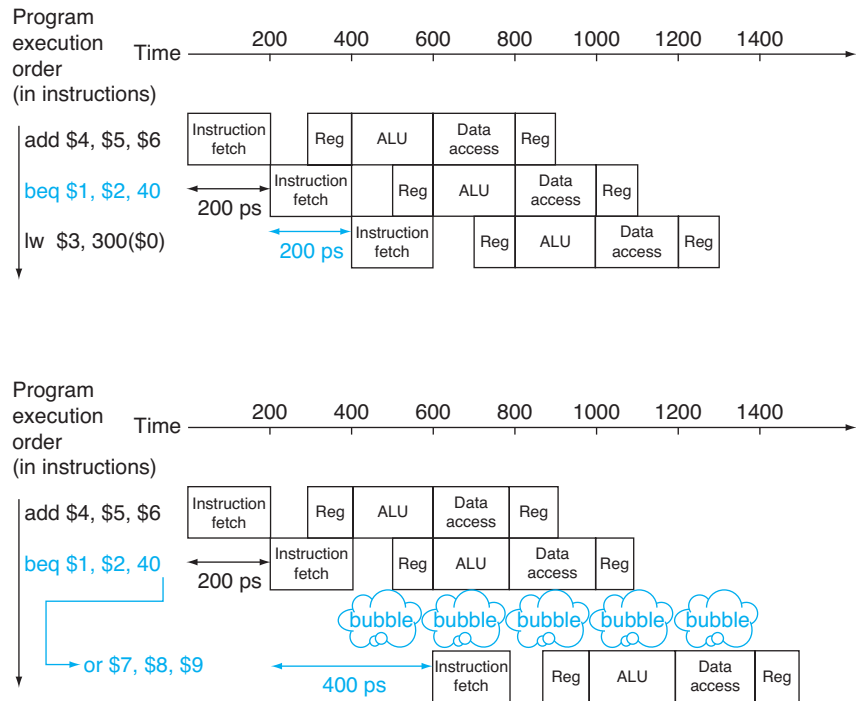 Program
execution
order
(in instructions)
Time
200 400 600 800 1000 1200 1400
add $4, $5, $6
Instruction
fetch
Reg
ALU
Data
access
Reg
beq $1, $2, 40
200 ps
Instruction
fetch
Reg
ALU
Data
access
Reg
lw $3, 300($0)
200 ps
Instruction
fetch
Reg
ALU
Data
access
Reg
Program
execution
order
(in instructions)
Time
200 400 600 800 1000 1200 1400
add $4, $5, $6
Instruction
fetch
Reg
ALU
Data
access
Reg
beq $1, $2, 40
200 ps
Instruction
fetch
Reg
ALU
Data
access
Reg
bubble bubble bubble bubble bubble
or $7, $8, $9
400 ps
Instruction
fetch
Reg
ALU
Data
access
Reg